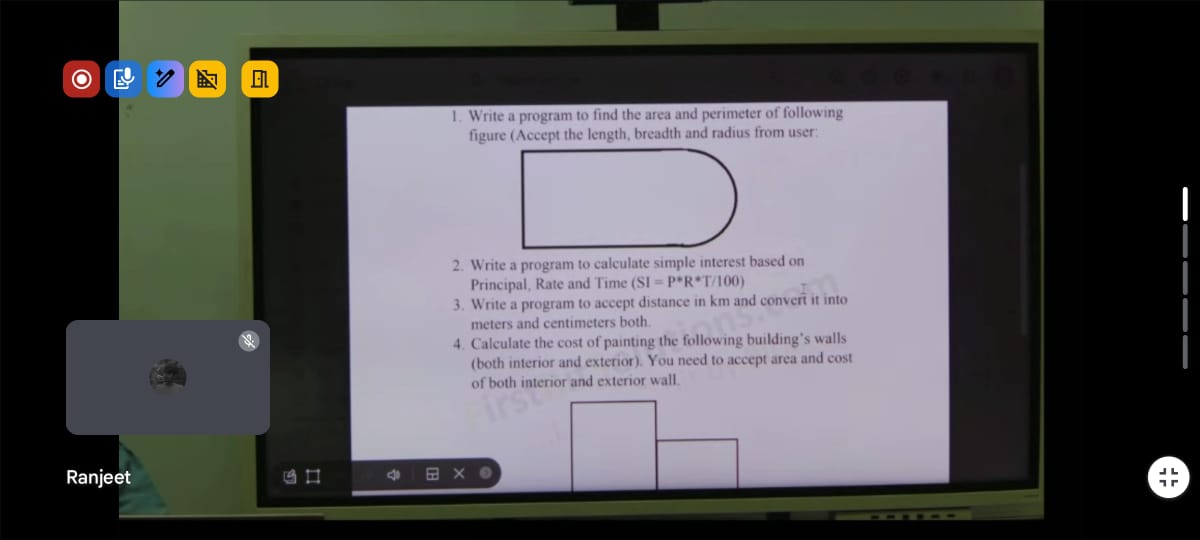 1. Write a program to find the area and perimeter of following
figure (Accept the length, breadth and radius from user:
2. Write a program to calculate simple interest based on
Principal, Rate and Time (SI = P*R*T/100)
3. Write a program to accept distance in km and convert it into
meters and centimeters both.
4. Calculate the cost of painting the following building's walls
(both interior and exterior). You need to accept area and cost
of both interior and exterior wall.
Ranjeet